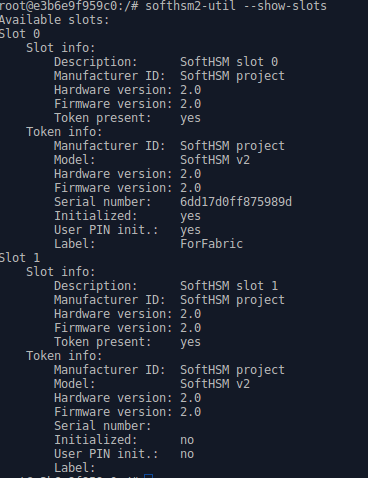 root@e3b6e9f959c0:/# softhsm2-util --show-slots
Available slots:
Slot 0
    Slot info:
        Description:      SoftHSM slot 0
        Manufacturer ID:  SoftHSM project
        Hardware version: 2.0
        Firmware version: 2.0
        Token present:    yes
    Token info:
        Manufacturer ID:  SoftHSM project
        Model:            SoftHSM v2
        Hardware version: 2.0
        Firmware version: 2.0
        Serial number:    6dd17d0ff875989d
        Initialized:      yes
        User PIN init.:   yes
        Label:            ForFabric
Slot 1
    Slot info:
        Description:      SoftHSM slot 1
        Manufacturer ID:  SoftHSM project
        Hardware version: 2.0
        Firmware version: 2.0
        Token present:    yes
    Token info:
        Manufacturer ID:  SoftHSM project
        Model:            SoftHSM v2
        Hardware version: 2.0
        Firmware version: 2.0
        Serial number:
        Initialized:      no
        User PIN init.:   no
        Label: